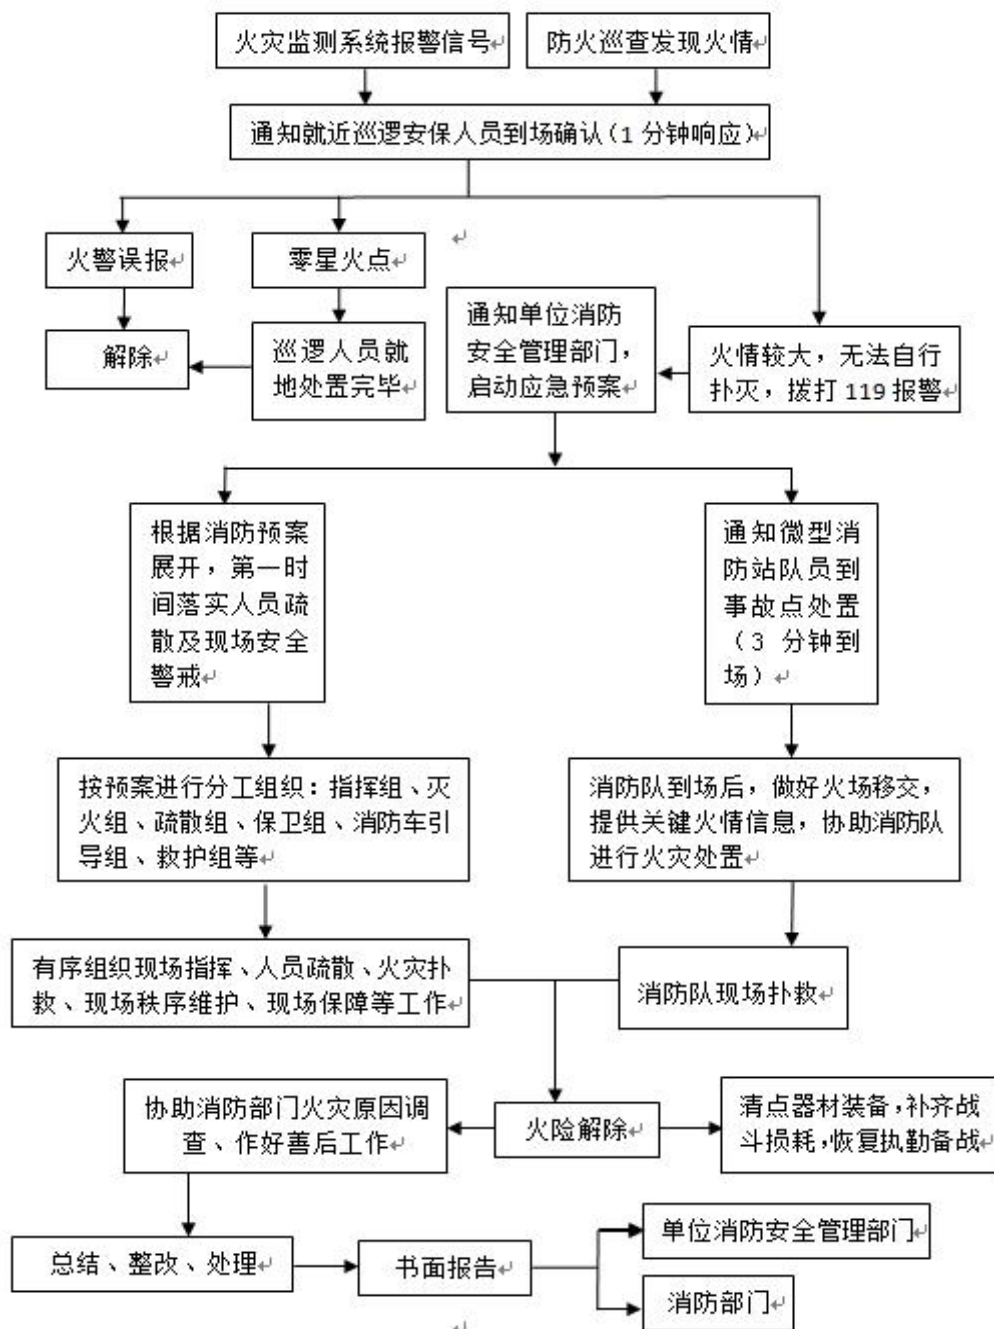 火灾监测系统报警信号
防火巡查发现火情
通知就近巡逻安保人员到场确认（1 分钟响应）
火警误报
零星火点
解除
巡逻人员就
地处置完毕
通知单位消防
安全管理部门，
启动应急预案
火情较大，无法自行
扑灭，拨打 119 报警
根据消防预案
展开，第一时
间落实人员疏
散及现场安全
警戒
通知微型消
防站队员到
事故点处置
（3 分钟到
场）
按预案进行分工组织：指挥组、灭
火组、疏散组、保卫组、消防车引
导组、救护组等
消防队到场后，做好火场移交，
提供关键火情信息，协助消防队
进行火灾处置
有序组织现场指挥、人员疏散、火灾扑
救、现场秩序维护、现场保障等工作
消防队现场扑救
协助消防部门火灾原因调
查、作好善后工作
火险解除
清点器材装备，补齐战
斗损耗，恢复执勤备战
总结、整改、处理
书面报告
单位消防安全管理部门
消防部门